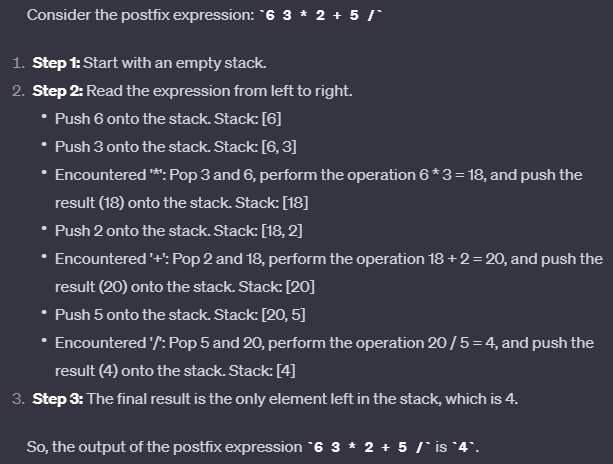 Consider the postfix expression: `6 3 * 2 + 5 /`
1. Step 1: Start with an empty stack.
2. Step 2: Read the expression from left to right.
• Push 6 onto the stack. Stack: [6]
• Push 3 onto the stack. Stack: [6, 3]
• Encountered '*': Pop 3 and 6, perform the operation 6 * 3 = 18, and push the
result (18) onto the stack. Stack: [18]
• Push 2 onto the stack. Stack: [18, 2]
• Encountered '+': Pop 2 and 18, perform the operation 18 + 2 = 20, and push the
result (20) onto the stack. Stack: [20]
• Push 5 onto the stack. Stack: [20, 5]
• Encountered '/': Pop 5 and 20, perform the operation 20 / 5 = 4, and push the
result (4) onto the stack. Stack: [4]
3. Step 3: The final result is the only element left in the stack, which is 4.
So, the output of the postfix expression `6 3 * 2 + 5 /` is `4`.